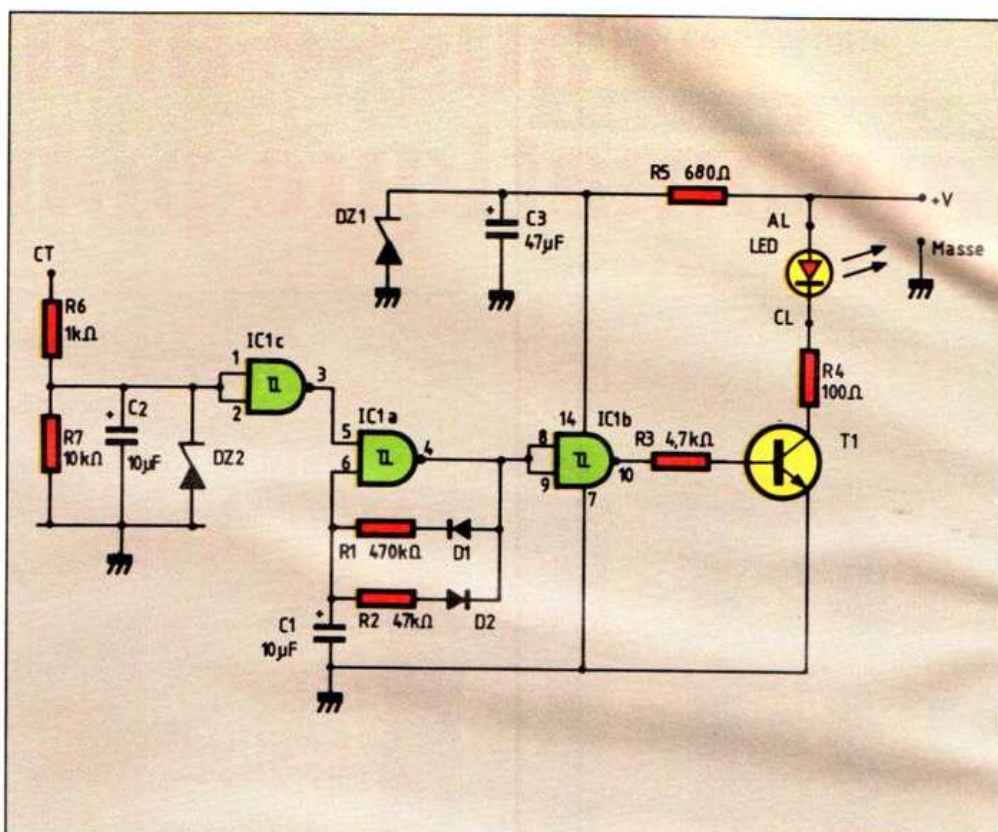 R5 680Ω
+V
DZ1
+
C3
47µF
AL
LED
Masse
CT
R6
1kΩ
CL
IC1c
R4
100Ω
1
3
2
C2
+
IC1a
14
IC1b
R7
10kΩ
10µF
DZ2
5
4
8
R3 4,7kΩ
T1
6
9
10
7
R1 470kΩ
D1
C1
+
R2 47kΩ
D2
10µF